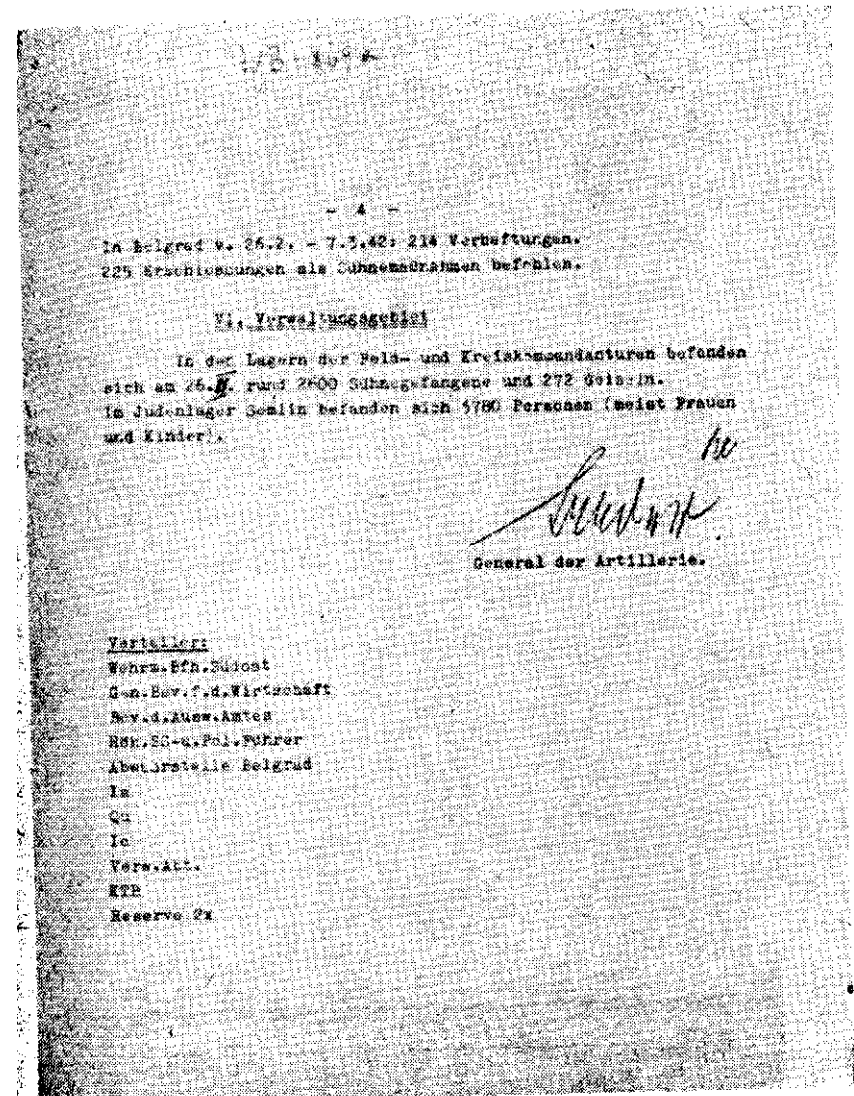 - 4 -
In Belgrad v. 26.2. - 7.3.42: 214 Verhaftungen.
225 Erschiessungen als Sühnemaßnahmen befohlen.
VI. Verwaltungsgebiet
In den Lagern der Feld- und Kreiskommandanturen befanden
sich am 26. rund 2600 Sühnegefangene und 272 Geiseln.
Im Judenlager Semlin befanden sich 5780 Personen (meist Frauen
und Kinder).
General der Artillerie.
Verteiler:
Wehrm.Bfh.Südost
Gen.Bev.f.d.Wirtschaft
Bev.d.Ausw.Amtes
Höh.SS-u.Pol.Führer
Abwehrstelle Belgrad
Ia
Qu
Ic
Verw.
KTB
Reserve 2x